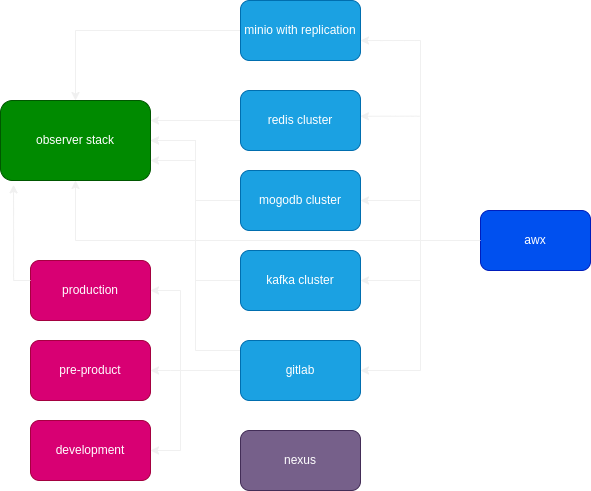 minio with replication
redis cluster
observer stack
mogodb cluster
awx
kafka cluster
production
gitlab
pre-product
development
nexus